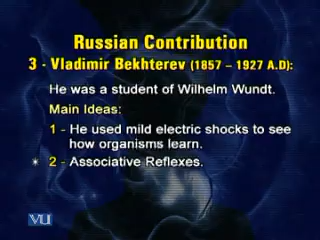 Russian Contribution
3 - Vladimir Bekhterev (1857 – 1927 A.D):
He was a student of Wilhelm Wundt.
Main Ideas:
1 - He used mild electric shocks to see
how organisms learn.
✶ 2 - Associative Reflexes.
VU